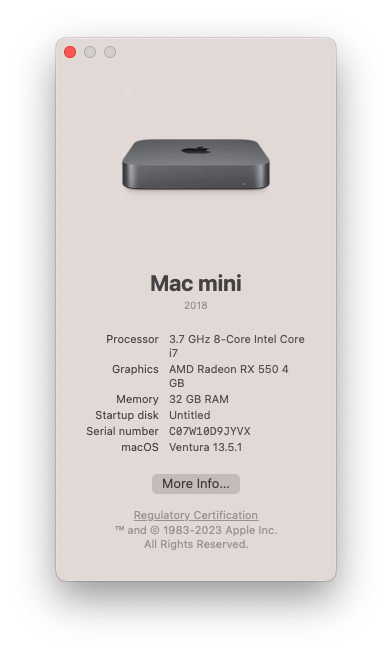 Mac mini
2018
Processor 3.7 GHz 8-Core Intel Core
i7
Graphics AMD Radeon RX 550 4
GB
Memory 32 GB RAM
Startup disk Untitled
Serial number C07W10D9JYVX
macOS Ventura 13.5.1
More Info...
Regulatory Certification
™ and © 1983-2023 Apple Inc.
All Rights Reserved.